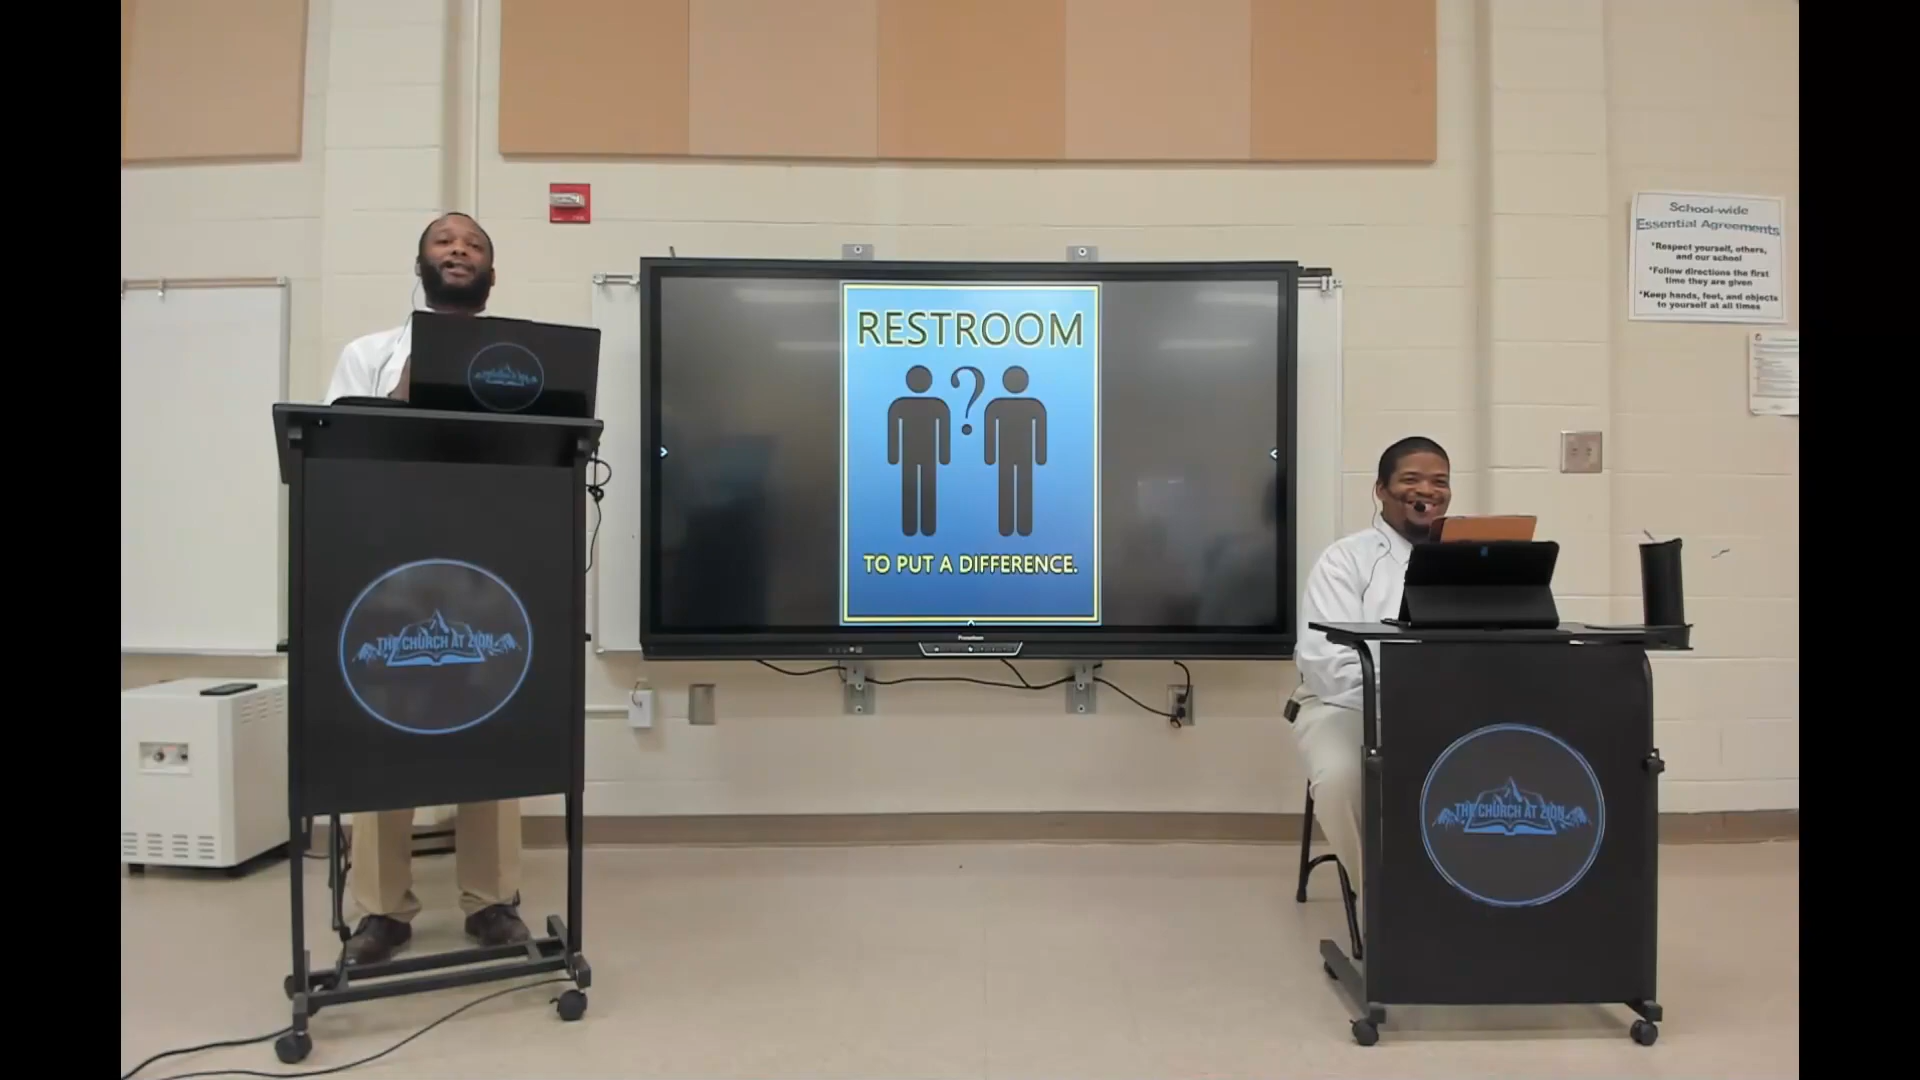 RESTROOM
?
TO PUT A DIFFERENCE.
Promethean
School-wide
Essential Agreements
*Respect yourself, others,
and our school
*Follow directions the first
time they are given
*Keep hands, feet, and objects
to yourself at all times
THE CHURCH AT ZION
THE CHURCH AT ZION